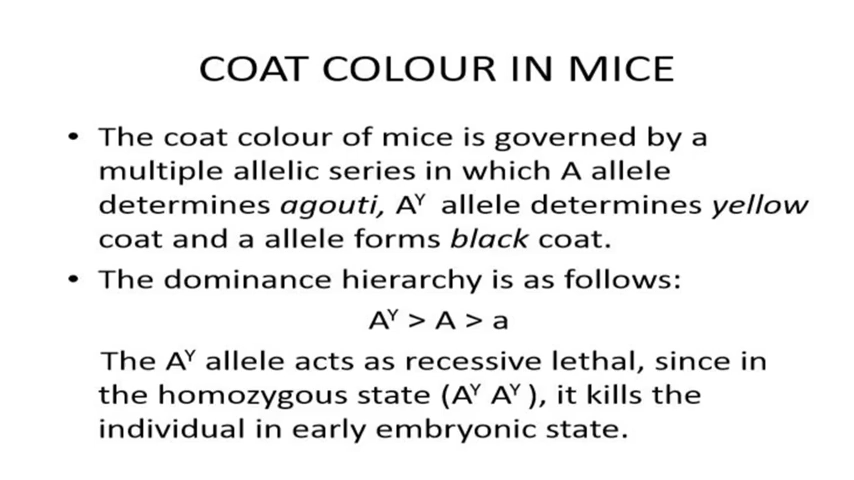 COAT COLOUR IN MICE
• The coat colour of mice is governed by a
multiple allelic series in which A allele
determines agouti, Aʸ allele determines yellow
coat and a allele forms black coat.
• The dominance hierarchy is as follows:
Aʸ > A > a
The Aʸ allele acts as recessive lethal, since in
the homozygous state (Aʸ Aʸ ), it kills the
individual in early embryonic state.